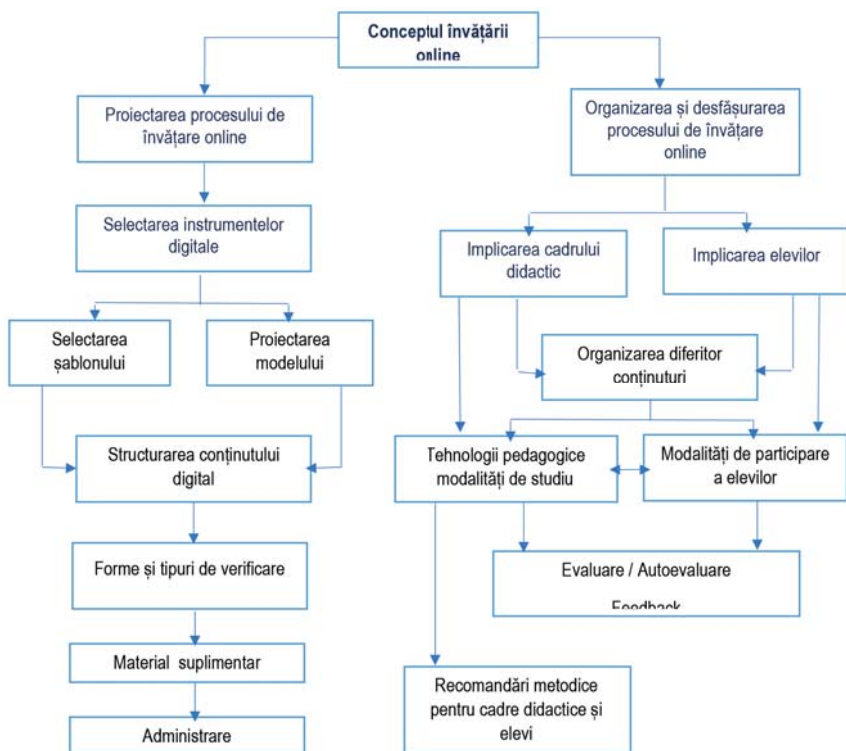 Conceptul învățării
online
Proiectarea procesului de
învățare online
Organizarea și desfășurarea
procesului de învățare
online
Selectarea instrumentelor
digitale
Implicarea cadrului
didactic
Implicarea elevilor
Selectarea
șablonului
Proiectarea
modelului
Organizarea diferitor
conținuturi
Structurarea conținutului
digital
Tehnologii pedagogice
modalități de studiu
Modalități de participare
a elevilor
Forme și tipuri de verificare
Evaluare / Autoevaluare
Feedback
Material suplimentar
Recomandări metodice
pentru cadre didactice și
elevi
Administrare